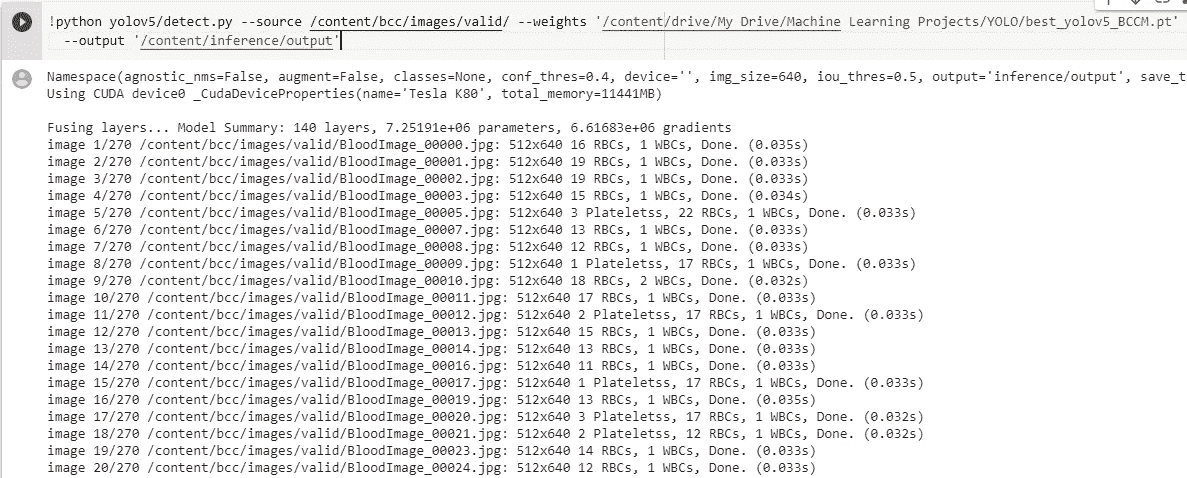 !python yolov5/detect.py --source /content/bcc/images/valid/ --weights '/content/drive/My Drive/Machine Learning Projects/YOLO/best_yolov5_BCCM.pt'
--output '/content/inference/output'
Namespace(agnostic_nms=False, augment=False, classes=None, conf_thres=0.4, device='', img_size=640, iou_thres=0.5, output='inference/output', save_t
Using CUDA device0 _CudaDeviceProperties(name='Tesla K80', total_memory=11441MB)
Fusing layers... Model Summary: 140 layers, 7.25191e+06 parameters, 6.61683e+06 gradients
image 1/270 /content/bcc/images/valid/BloodImage_00000.jpg: 512x640 16 RBCs, 1 WBCs, Done. (0.035s)
image 2/270 /content/bcc/images/valid/BloodImage_00001.jpg: 512x640 19 RBCs, 1 WBCs, Done. (0.033s)
image 3/270 /content/bcc/images/valid/BloodImage_00002.jpg: 512x640 19 RBCs, 1 WBCs, Done. (0.033s)
image 4/270 /content/bcc/images/valid/BloodImage_00003.jpg: 512x640 15 RBCs, 1 WBCs, Done. (0.034s)
image 5/270 /content/bcc/images/valid/BloodImage_00005.jpg: 512x640 3 Plateletss, 22 RBCs, 1 WBCs, Done. (0.033s)
image 6/270 /content/bcc/images/valid/BloodImage_00007.jpg: 512x640 13 RBCs, 1 WBCs, Done. (0.033s)
image 7/270 /content/bcc/images/valid/BloodImage_00008.jpg: 512x640 12 RBCs, 1 WBCs, Done. (0.033s)
image 8/270 /content/bcc/images/valid/BloodImage_00009.jpg: 512x640 1 Plateletss, 17 RBCs, 1 WBCs, Done. (0.033s)
image 9/270 /content/bcc/images/valid/BloodImage_00010.jpg: 512x640 18 RBCs, 2 WBCs, Done. (0.032s)
image 10/270 /content/bcc/images/valid/BloodImage_00011.jpg: 512x640 17 RBCs, 1 WBCs, Done. (0.033s)
image 11/270 /content/bcc/images/valid/BloodImage_00012.jpg: 512x640 2 Plateletss, 17 RBCs, 1 WBCs, Done. (0.033s)
image 12/270 /content/bcc/images/valid/BloodImage_00013.jpg: 512x640 15 RBCs, 1 WBCs, Done. (0.033s)
image 13/270 /content/bcc/images/valid/BloodImage_00014.jpg: 512x640 13 RBCs, 1 WBCs, Done. (0.033s)
image 14/270 /content/bcc/images/valid/BloodImage_00016.jpg: 512x640 11 RBCs, 1 WBCs, Done. (0.033s)
image 15/270 /content/bcc/images/valid/BloodImage_00017.jpg: 512x640 1 Plateletss, 17 RBCs, 1 WBCs, Done. (0.033s)
image 16/270 /content/bcc/images/valid/BloodImage_00019.jpg: 512x640 13 RBCs, 1 WBCs, Done. (0.035s)
image 17/270 /content/bcc/images/valid/BloodImage_00020.jpg: 512x640 3 Plateletss, 17 RBCs, 1 WBCs, Done. (0.032s)
image 18/270 /content/bcc/images/valid/BloodImage_00021.jpg: 512x640 2 Plateletss, 12 RBCs, 1 WBCs, Done. (0.032s)
image 19/270 /content/bcc/images/valid/BloodImage_00023.jpg: 512x640 14 RBCs, 1 WBCs, Done. (0.033s)
image 20/270 /content/bcc/images/valid/BloodImage_00024.jpg: 512x640 12 RBCs, 1 WBCs, Done. (0.033s)